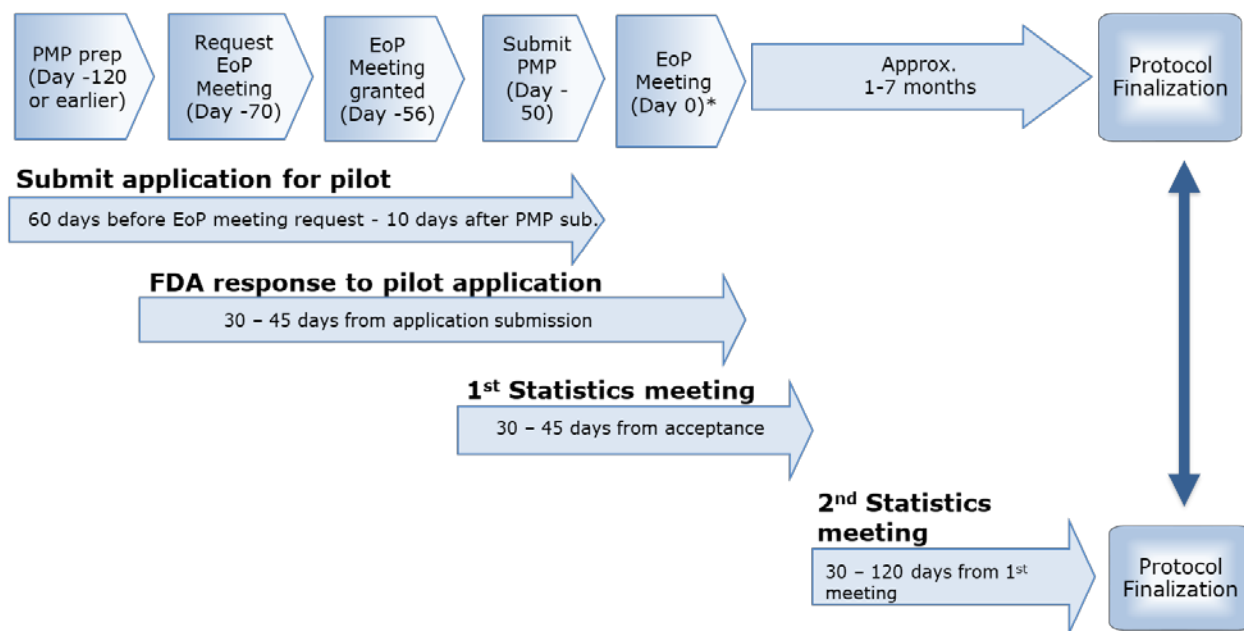 PMP prep
(Day -120
or earlier)
Request
EoP
Meeting
(Day -70)
EoP
Meeting
granted
(Day -56)
Submit
PMP
(Day -
50)
EoP
Meeting
(Day 0)*
Approx.
1-7 months
Protocol
Finalization
Submit application for pilot
60 days before EoP meeting request - 10 days after PMP sub.
FDA response to pilot application
30 – 45 days from application submission
1st Statistics meeting
30 – 45 days from acceptance
2nd Statistics
meeting
30 – 120 days from 1st
meeting
Protocol
Finalization